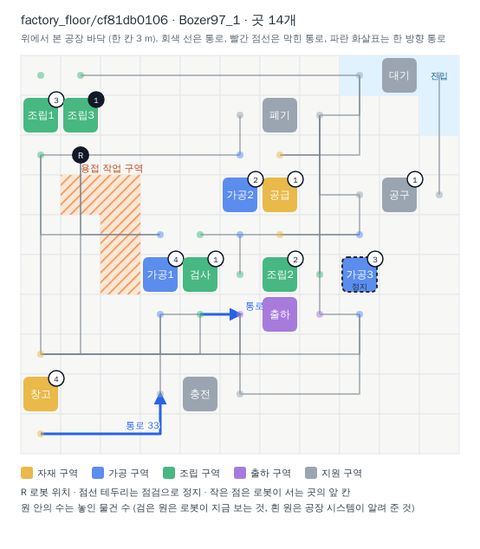 factory_floor/cf81db0106 · Bozer97_1 · 곳 14개
위에서 본 공장 바닥 (한 칸 3 m). 회색 선은 통로, 빨간 점선은 막힌 통로, 파란 화살표는 한 방향 통로
대기
진입
조립1 3
조립3 1
폐기
R
용접 작업 구역
가공2 2
공급 1
공구 1
가공1 4
검사 1
조립2 2
가공3 3
정지
통로
출하
창고 4
충전
통로 33
자재 구역 가공 구역 조립 구역 출하 구역 지원 구역
R 로봇 위치 · 점선 테두리는 점검으로 정지 · 작은 점은 로봇이 서는 곳의 앞 칸
원 안의 수는 놓인 물건 수 (검은 원은 로봇이 지금 보는 것, 흰 원은 공장 시스템이 알려 준 것)